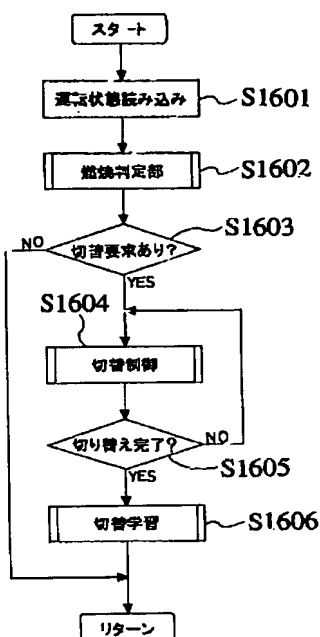 スタート
運転状態読み込み
S1601
燃焼判定部
S1602
S1603
切替要求あり?
NO
YES
S1604
切替制御
切り替え完了?
NO
S1605
YES
切替学習
S1606
リターン